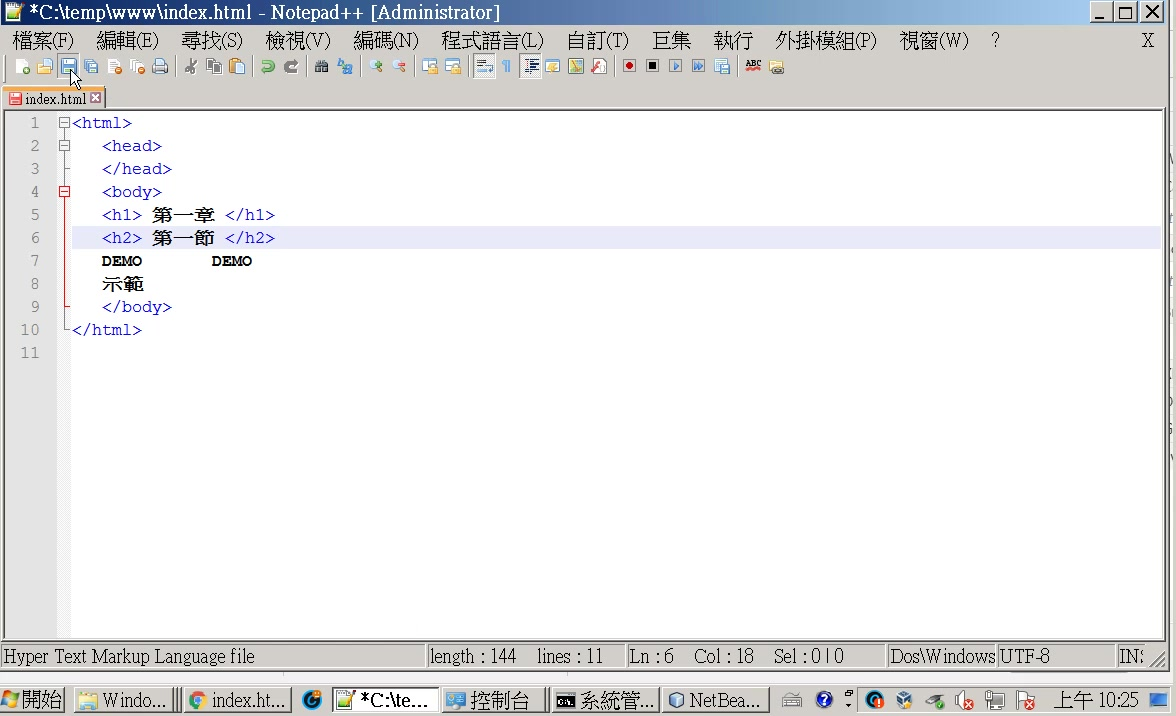 *C:\temp\www\index.html - Notepad++ [Administrator]
檔案(F) 編輯(E) 尋找(S) 檢視(V) 編碼(N) 程式語言(L) 自訂(T) 巨集 執行 外掛模組(P) 視窗(W) ? X
ABC
index.html
1 <html>
2 <head>
3 </head>
4 <body>
5 <h1> 第一章 </h1>
6 <h2> 第一節 </h2>
7 DEMO DEMO
8 示範
9 </body>
10 </html>
11
Hyper Text Markup Language file length : 144 lines : 11 Ln : 6 Col : 18 Sel : 0 | 0 Dos\Windows UTF-8 INS
開始 Windo... index.ht... *C:\te... 控制台 系統管... NetBea... 上午 10:25